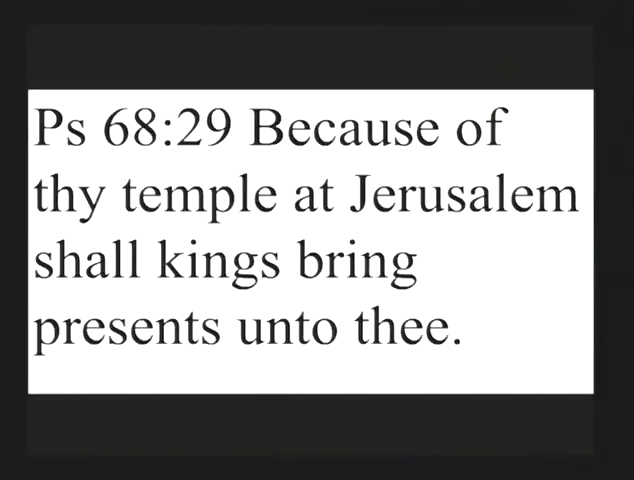 Ps 68:29 Because of
thy temple at Jerusalem
shall kings bring
presents unto thee.